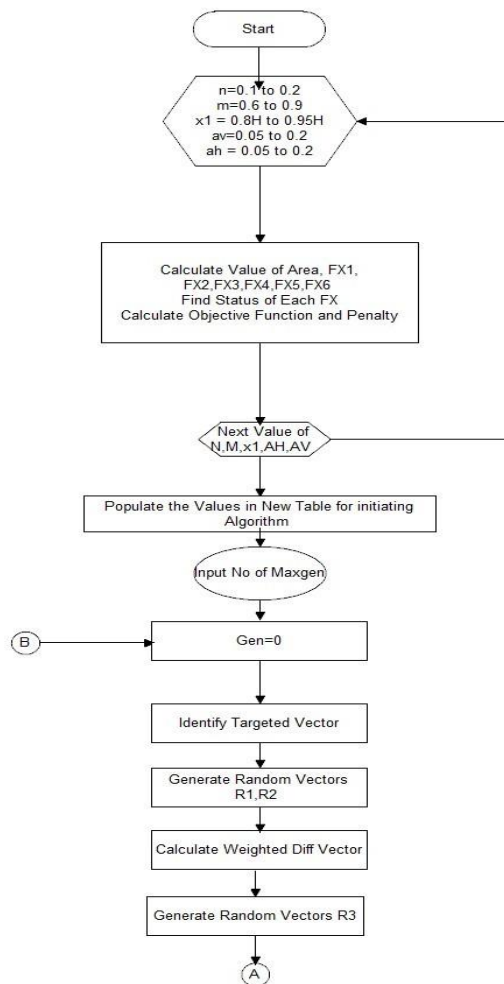 Start
n=0.1 to 0.2
m=0.6 to 0.9
x1 = 0.8H to 0.95H
av=0.05 to 0.2
ah = 0.05 to 0.2
Calculate Value of Area, FX1,
FX2,FX3,FX4,FX5,FX6
Find Status of Each FX
Calculate Objective Function and Penalty
Next Value of
N,M,x1,AH,AV
Populate the Values in New Table for initiating
Algorithm
Input No of Maxgen
B
Gen=0
Identify Targeted Vector
Generate Random Vectors
R1,R2
Calculate Weighted Diff Vector
Generate Random Vectors R3
A